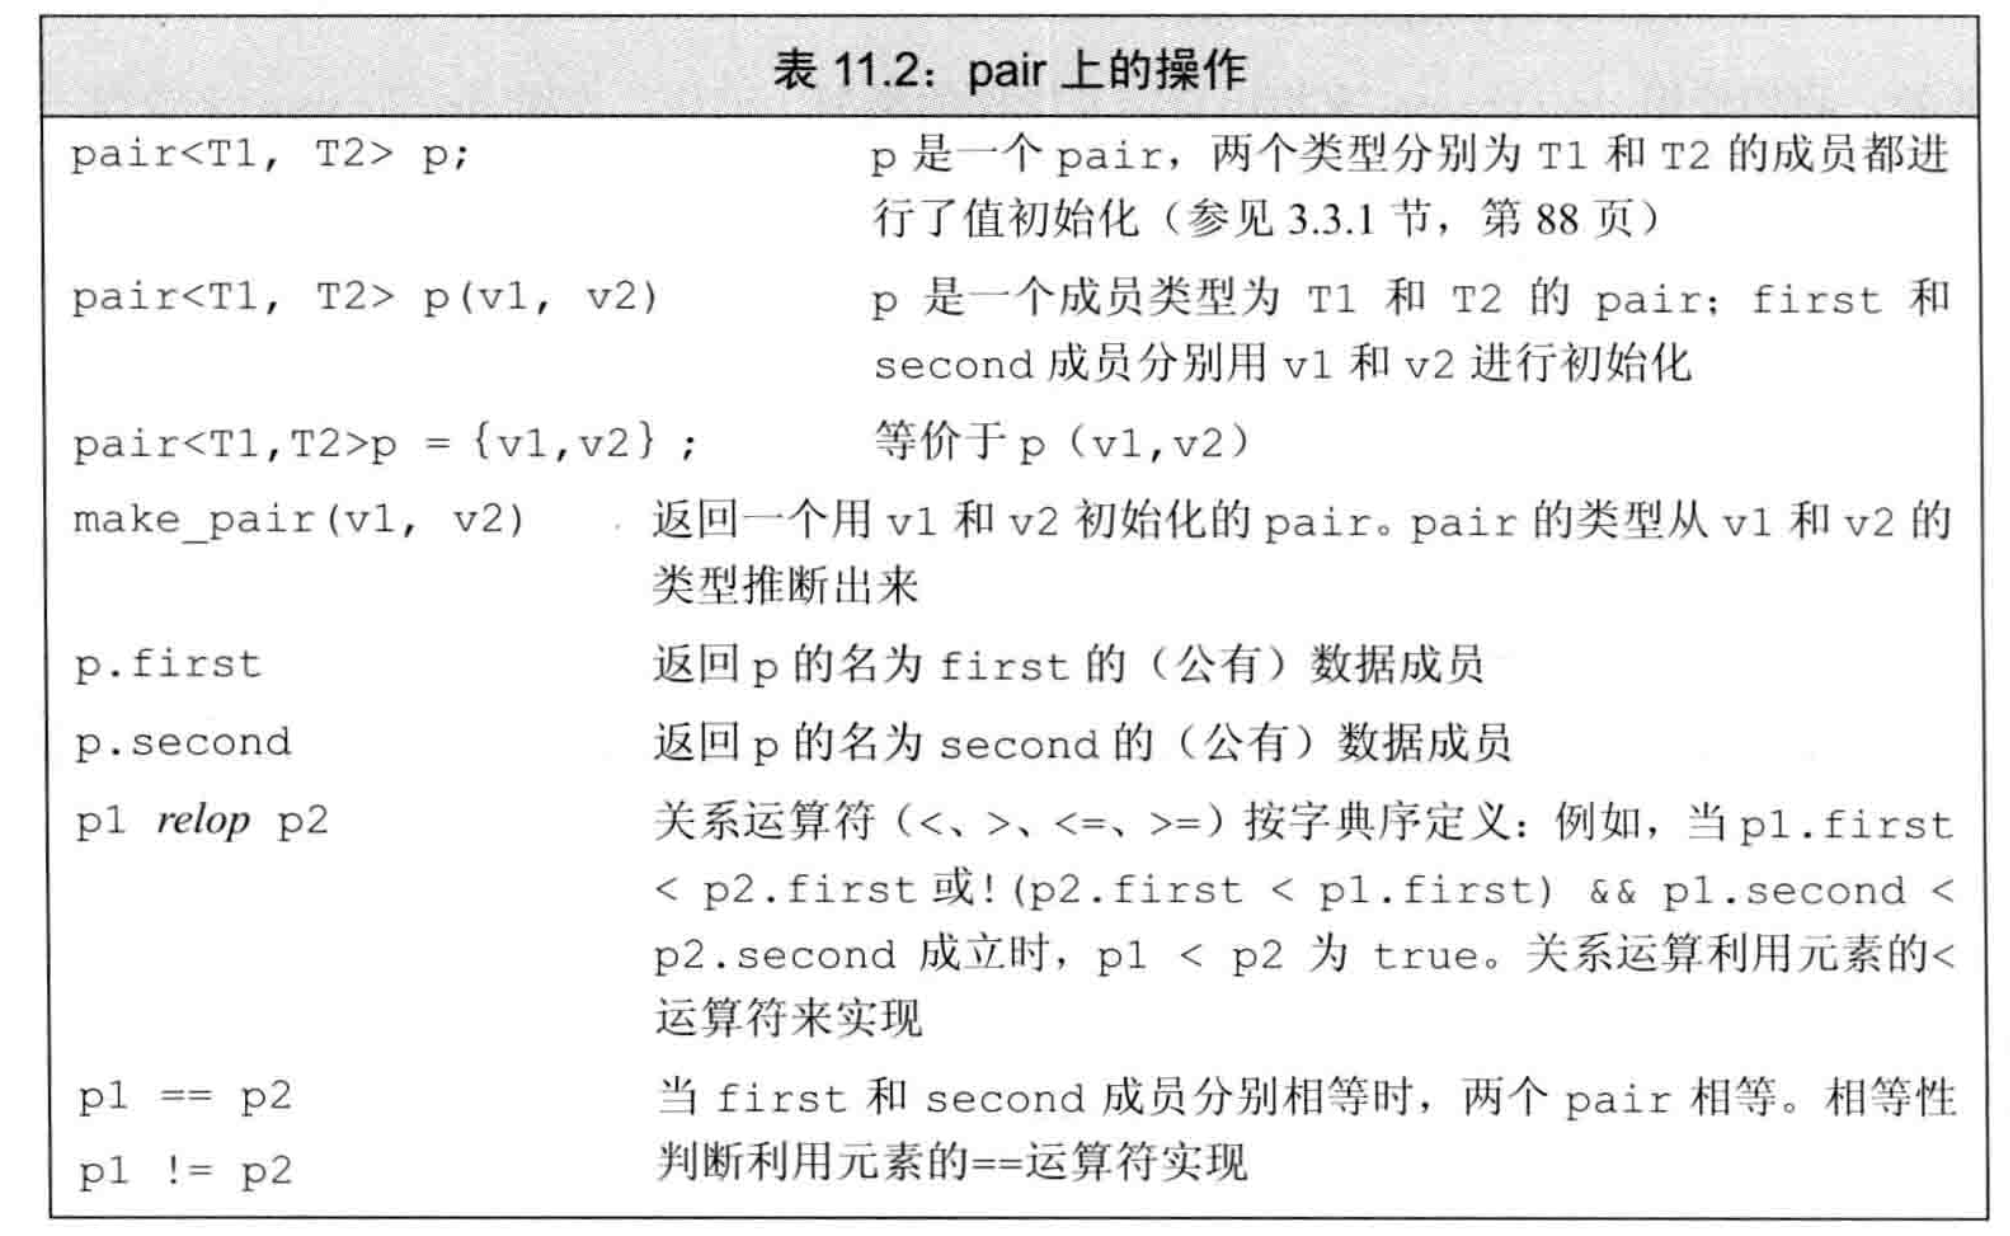 表 11.2：pair 上的操作
pair<T1, T2> p; p 是一个 pair，两个类型分别为 T1 和 T2 的成员都进
行了值初始化（参见 3.3.1 节，第 88 页）
pair<T1, T2> p(v1, v2) p 是一个成员类型为 T1 和 T2 的 pair；first 和
second 成员分别用 v1 和 v2 进行初始化
pair<T1,T2>p = {v1,v2} ; 等价于 p（v1,v2）
make_pair(v1, v2) 返回一个用 v1 和 v2 初始化的 pair。pair 的类型从 v1 和 v2 的
类型推断出来
p.first 返回 p 的名为 first 的（公有）数据成员
p.second 返回 p 的名为 second 的（公有）数据成员
p1 relop p2 关系运算符（<、>、<=、>=）按字典序定义：例如，当 p1.first
< p2.first 或!(p2.first < p1.first) && p1.second <
p2.second 成立时，p1 < p2 为 true。关系运算利用元素的<
运算符来实现
p1 == p2 当 first 和 second 成员分别相等时，两个 pair 相等。相等性
p1 != p2 判断利用元素的==运算符实现